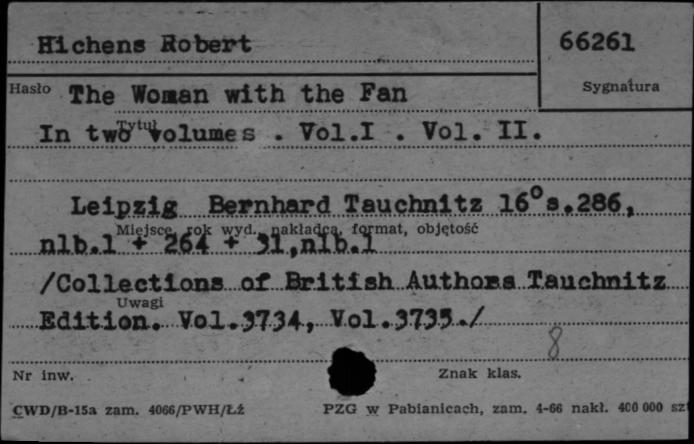 Hichens Robert
66261
Hasło
Sygnatura
The Woman with the Fan
Tytuł
In two volumes . Vol.I . Vol. II.
Leipzig Bernhard Tauchnitz 16° s.286,
Miejsce, rok wyd., nakładca, format, objętość
nlb.1 + 264 + 31,nlb.1
/Collections of British Authors Tauchnitz
Uwagi
Edition. Vol.3734, Vol.3735./
8
Nr inw.
Znak klas.
CWD/B-15a zam. 4066/PWH/Łż
PZG w Pabianicach, zam. 4-66 nakł. 400 000 szt